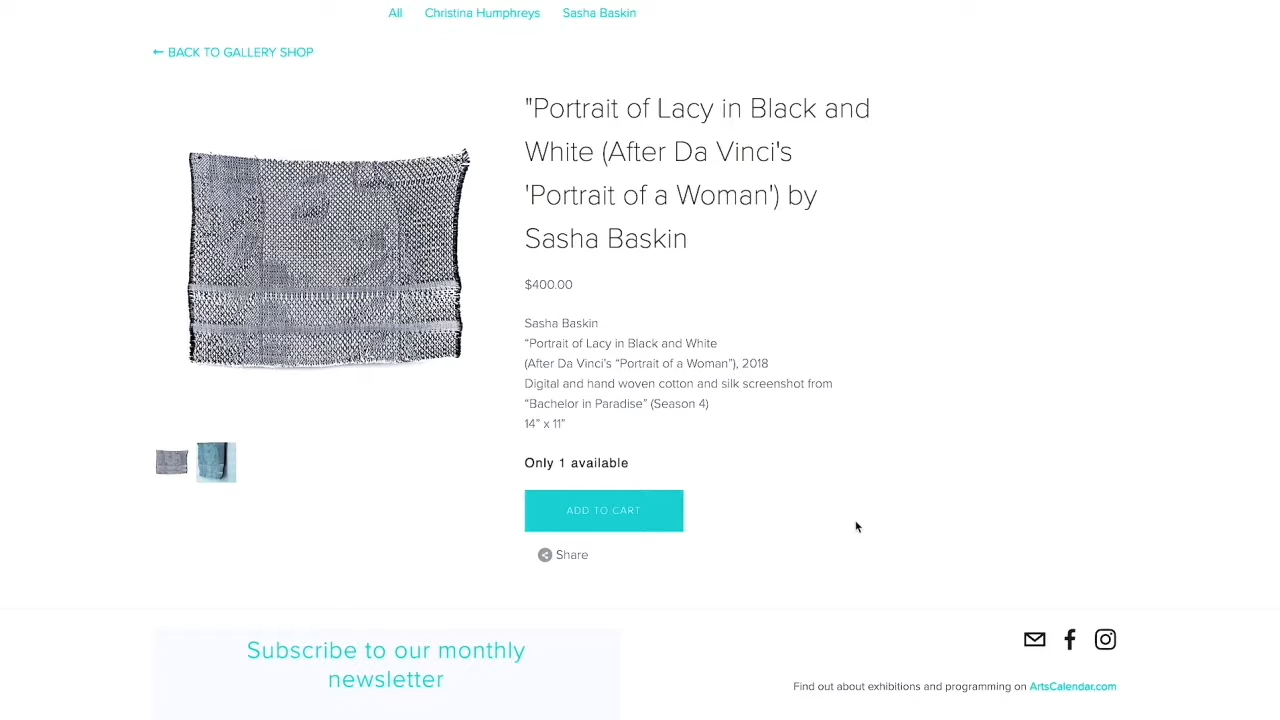 All Christina Humphreys Sasha Baskin
← BACK TO GALLERY SHOP
"Portrait of Lacy in Black and
White (After Da Vinci's
'Portrait of a Woman') by
Sasha Baskin
$400.00
Sasha Baskin
“Portrait of Lacy in Black and White
(After Da Vinci's “Portrait of a Woman”), 2018
Digital and hand woven cotton and silk screenshot from
“Bachelor in Paradise” (Season 4)
14” x 11”
Only 1 available
ADD TO CART
Share
Subscribe to our monthly
newsletter
Find out about exhibitions and programming on ArtsCalendar.com